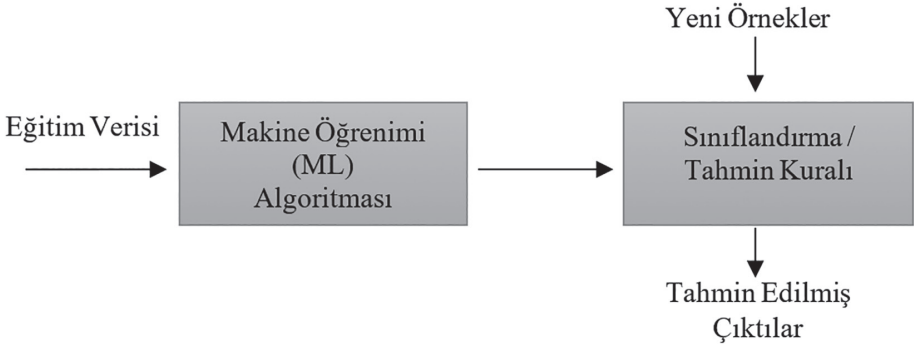 Yeni Örnekler
Eğitim Verisi
Makine Öğrenimi
(ML)
Algoritması
Sınıflandırma /
Tahmin Kuralı
Tahmin Edilmiş
Çıktılar